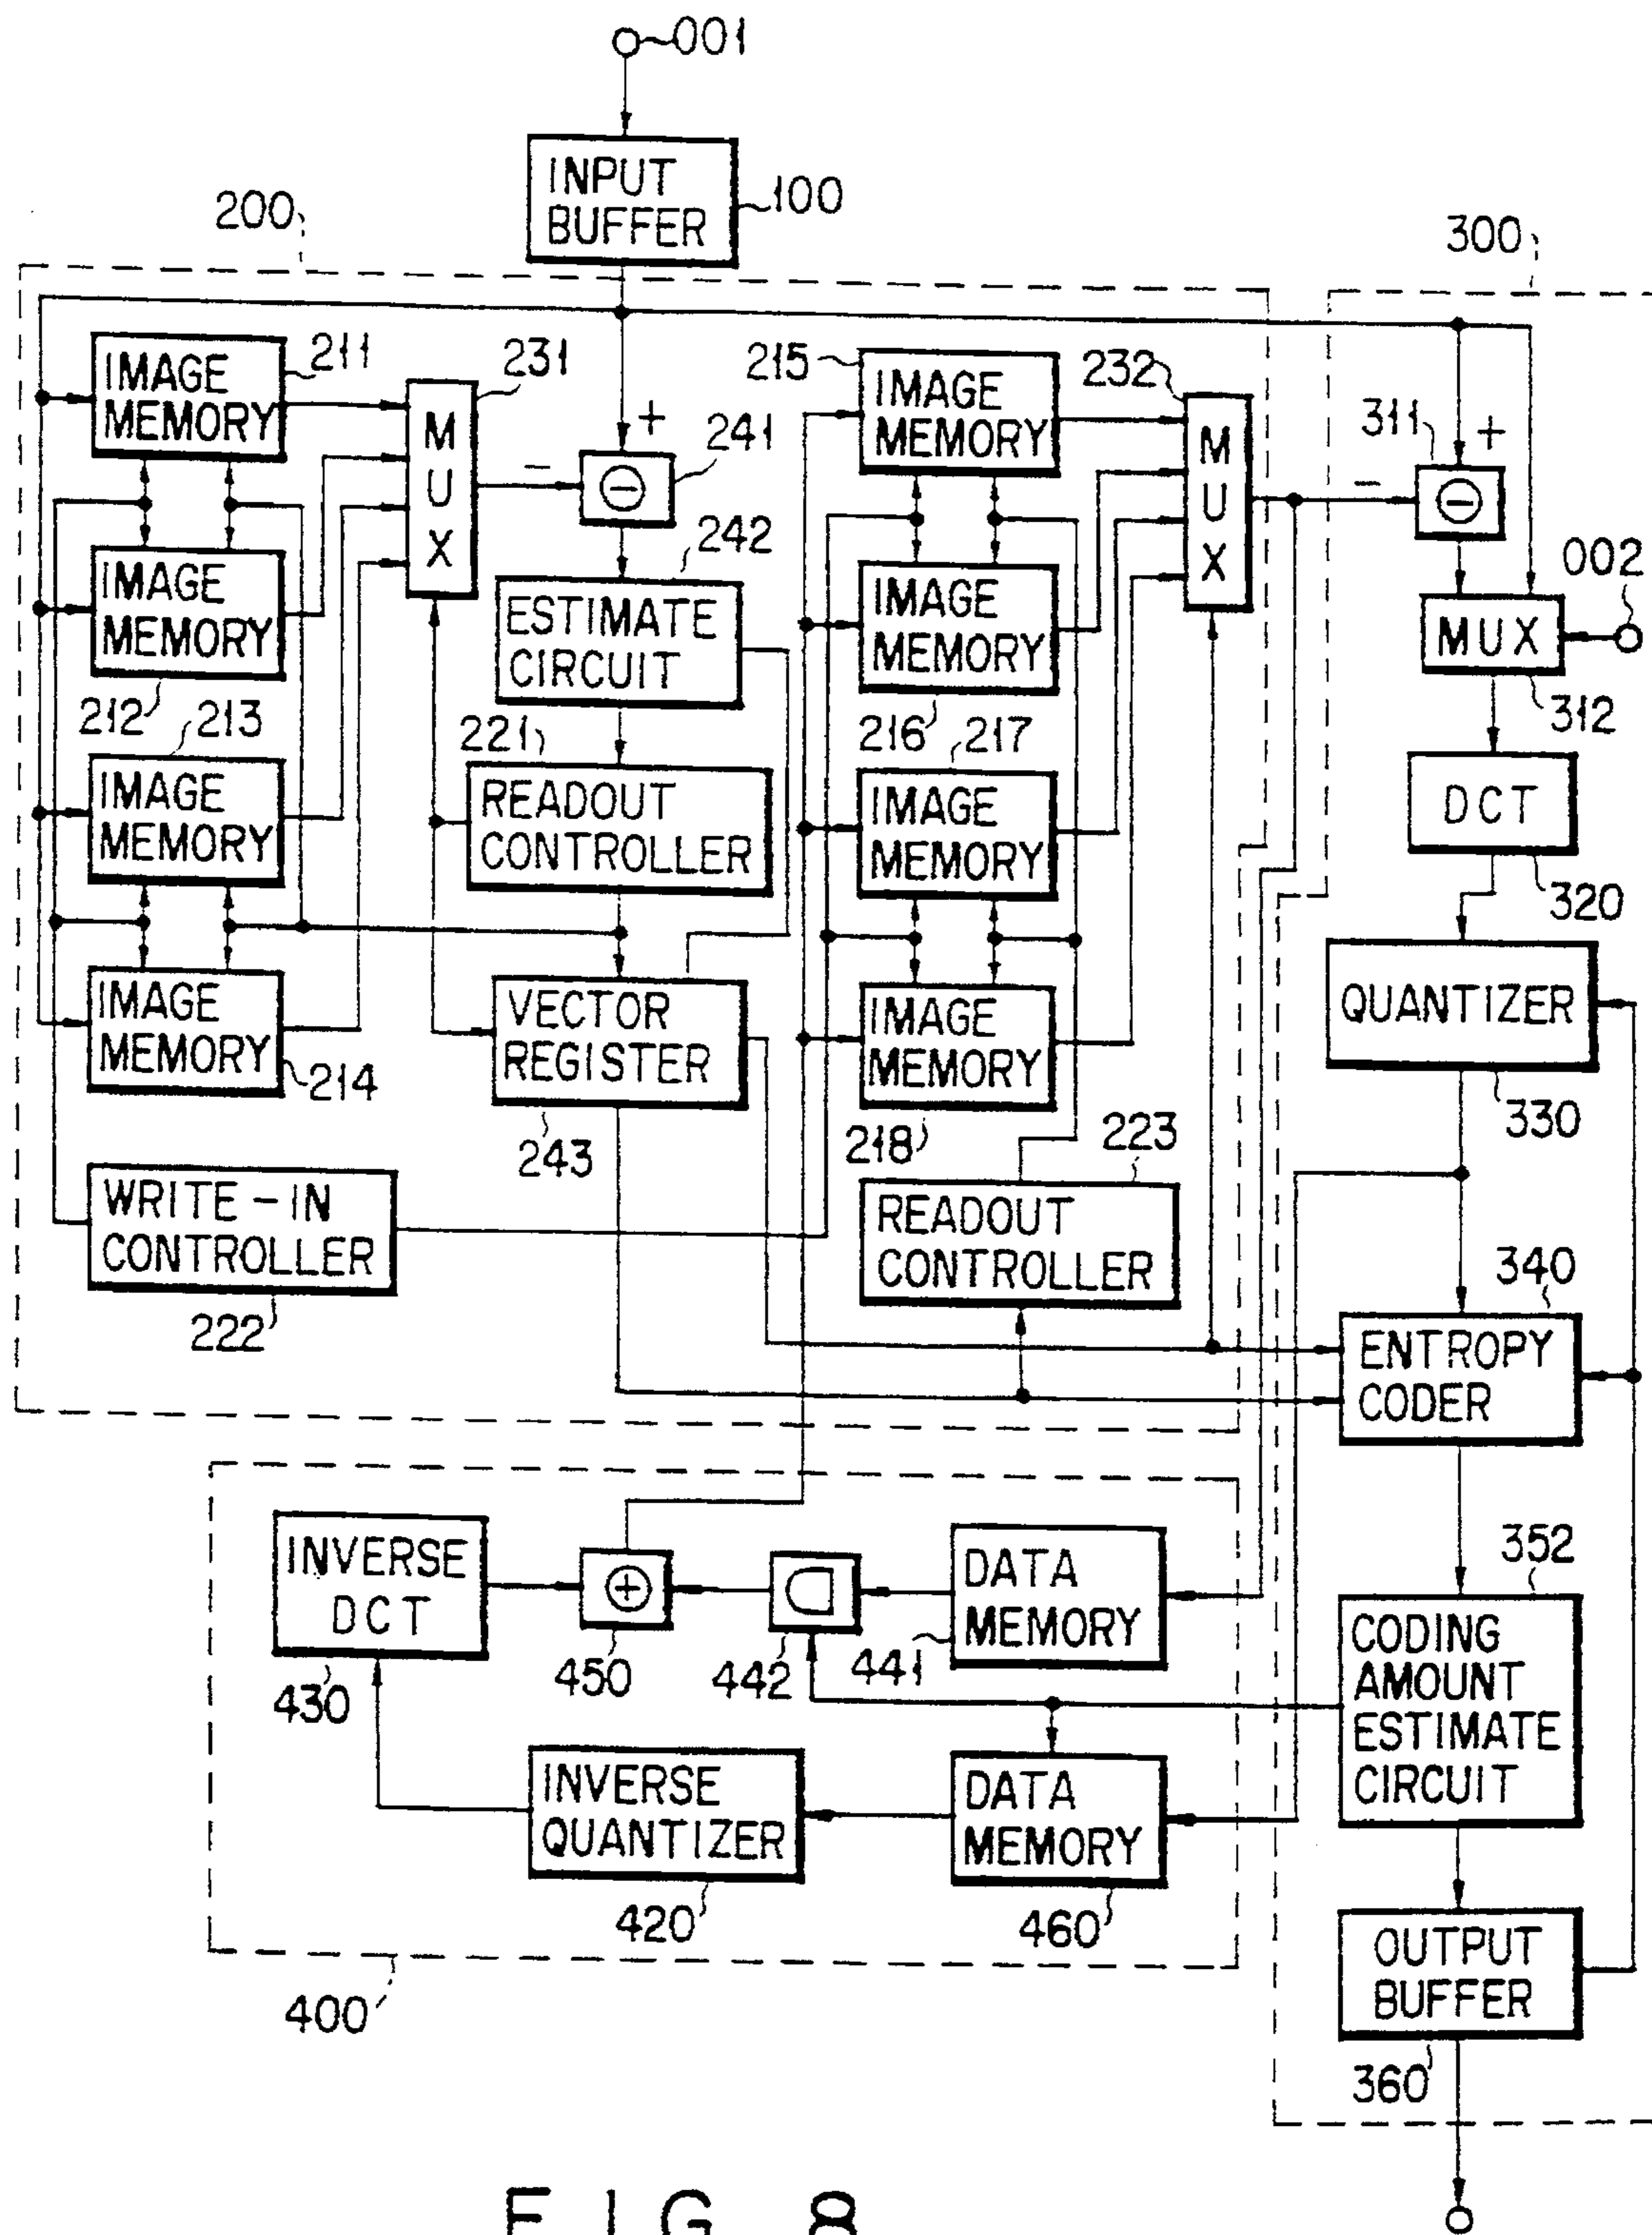 001
INPUT
BUFFER
100
200
300
IMAGE
MEMORY
211
231
M
U
X
+
−
⊖
241
215
IMAGE
MEMORY
232
M
U
X
311
+
−
⊖
242
002
IMAGE
MEMORY
ESTIMATE
CIRCUIT
IMAGE
MEMORY
MUX
312
212
213
221
216
217
IMAGE
MEMORY
READOUT
CONTROLLER
IMAGE
MEMORY
DCT
320
IMAGE
MEMORY
214
VECTOR
REGISTER
243
IMAGE
MEMORY
218
QUANTIZER
330
223
WRITE-IN
CONTROLLER
222
READOUT
CONTROLLER
340
ENTROPY
CODER
INVERSE
DCT
430
⊕
450
442
DATA
MEMORY
441
352
CODING
AMOUNT
ESTIMATE
CIRCUIT
INVERSE
QUANTIZER
420
DATA
MEMORY
460
400
OUTPUT
BUFFER
360
FIG. 8